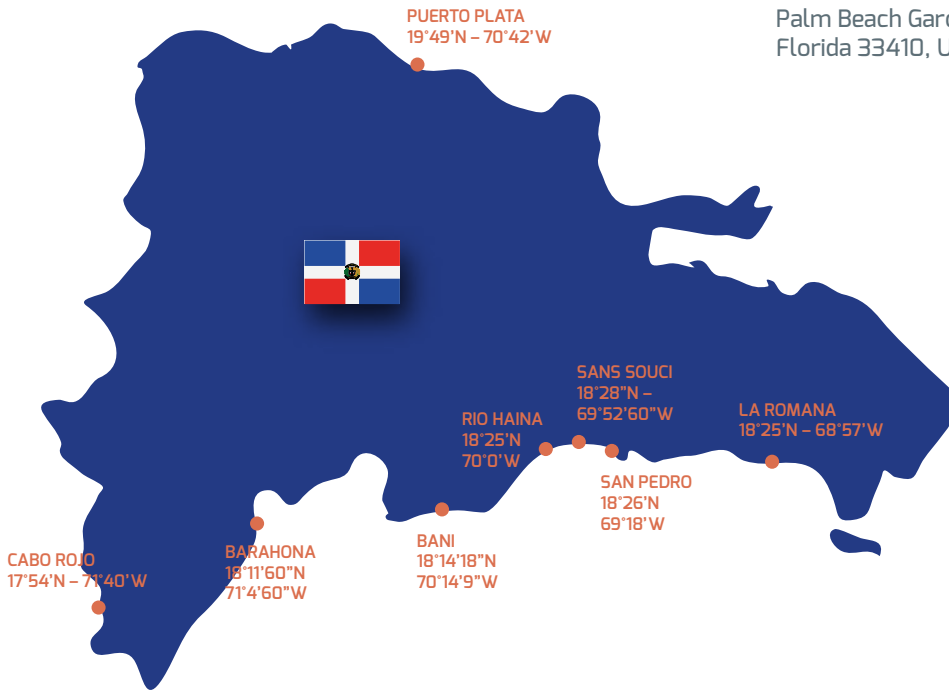 PUERTO PLATA
19°49’N – 70°42’W
Palm Beach Gard
Florida 33410, U
SANS SOUCI
18°28”N –
69°52’60”W
RIO HAINA
18°25’N
70°0’W
LA ROMANA
18°25’N – 68°57’W
SAN PEDRO
18°26’N
69°18’W
BANI
18°14’18”N
70°14’9”W
BARAHONA
18°11’60”N
71°4’60”W
CABO ROJO
17°54’N – 71°40’W